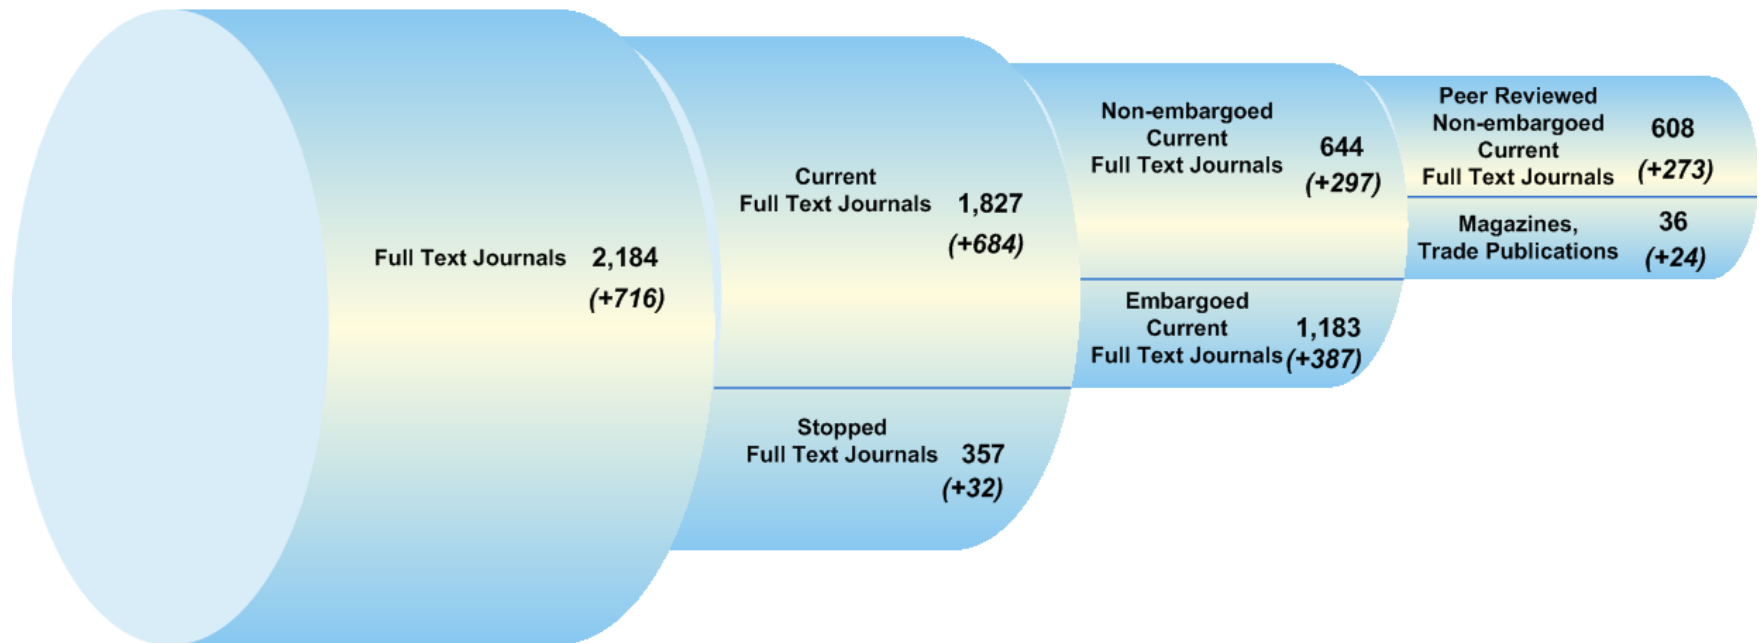 Full Text Journals 2,184
(+716)
Current
Full Text Journals 1,827
(+684)
Stopped
Full Text Journals 357
(+32)
Non-embargoed
Current
Full Text Journals 644
(+297)
Embargoed
Current
Full Text Journals 1,183
(+387)
Peer Reviewed
Non-embargoed
Current
Full Text Journals 608
(+273)
Magazines,
Trade Publications 36
(+24)